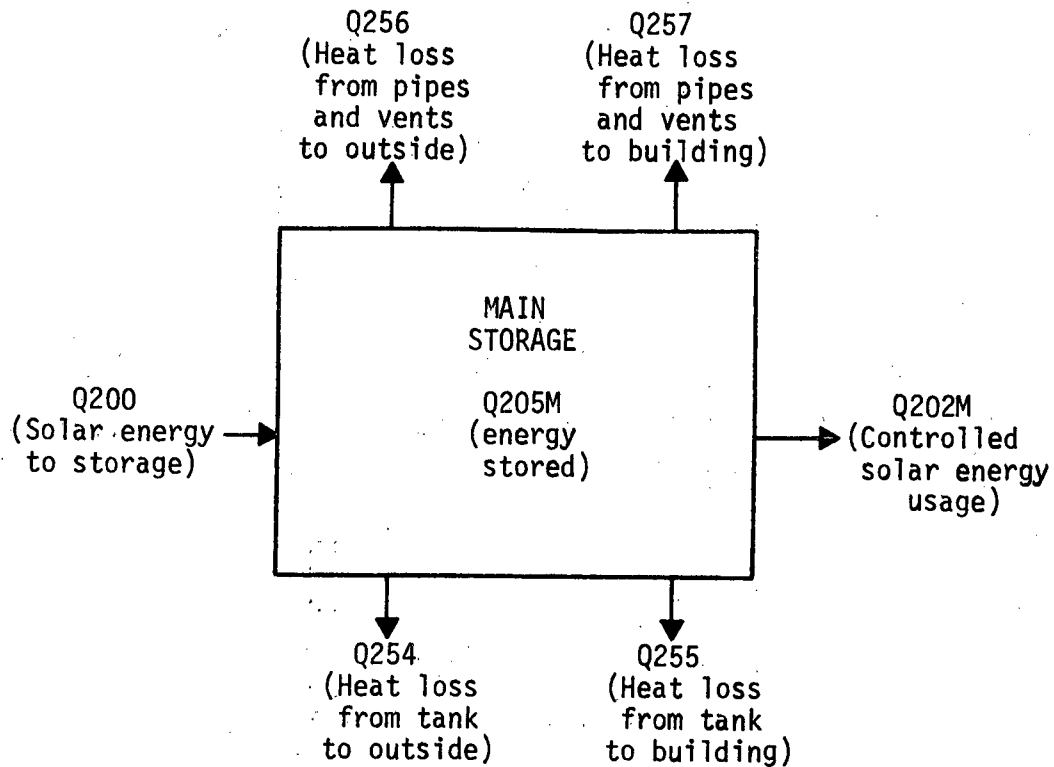 Q256
(Heat loss
from pipes
and vents
to outside)
Q257
(Heat loss
from pipes
and vents
to building)
MAIN
STORAGE
Q200
(Solar energy
to storage)
Q205M
(energy
stored)
Q202M
(Controlled
solar energy
usage)
Q254
(Heat loss
from tank
to outside)
Q255
(Heat loss
from tank
to building)